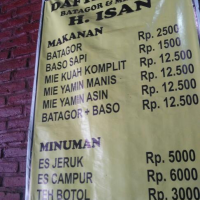 BATAGOR &
H. ISAN
MAKANAN
BATAGOR Rp. 2500
BASO SAPI Rp. 1500
MIE KUAH KOMPLIT Rp. 12.500
MIE YAMIN MANIS Rp. 12.500
MIE YAMIN ASIN Rp. 12.500
BATAGOR + BASO Rp. 12.500
MINUMAN
ES JERUK Rp. 5000
ES CAMPUR Rp. 6000
TEH BOTOL Rp. 3000